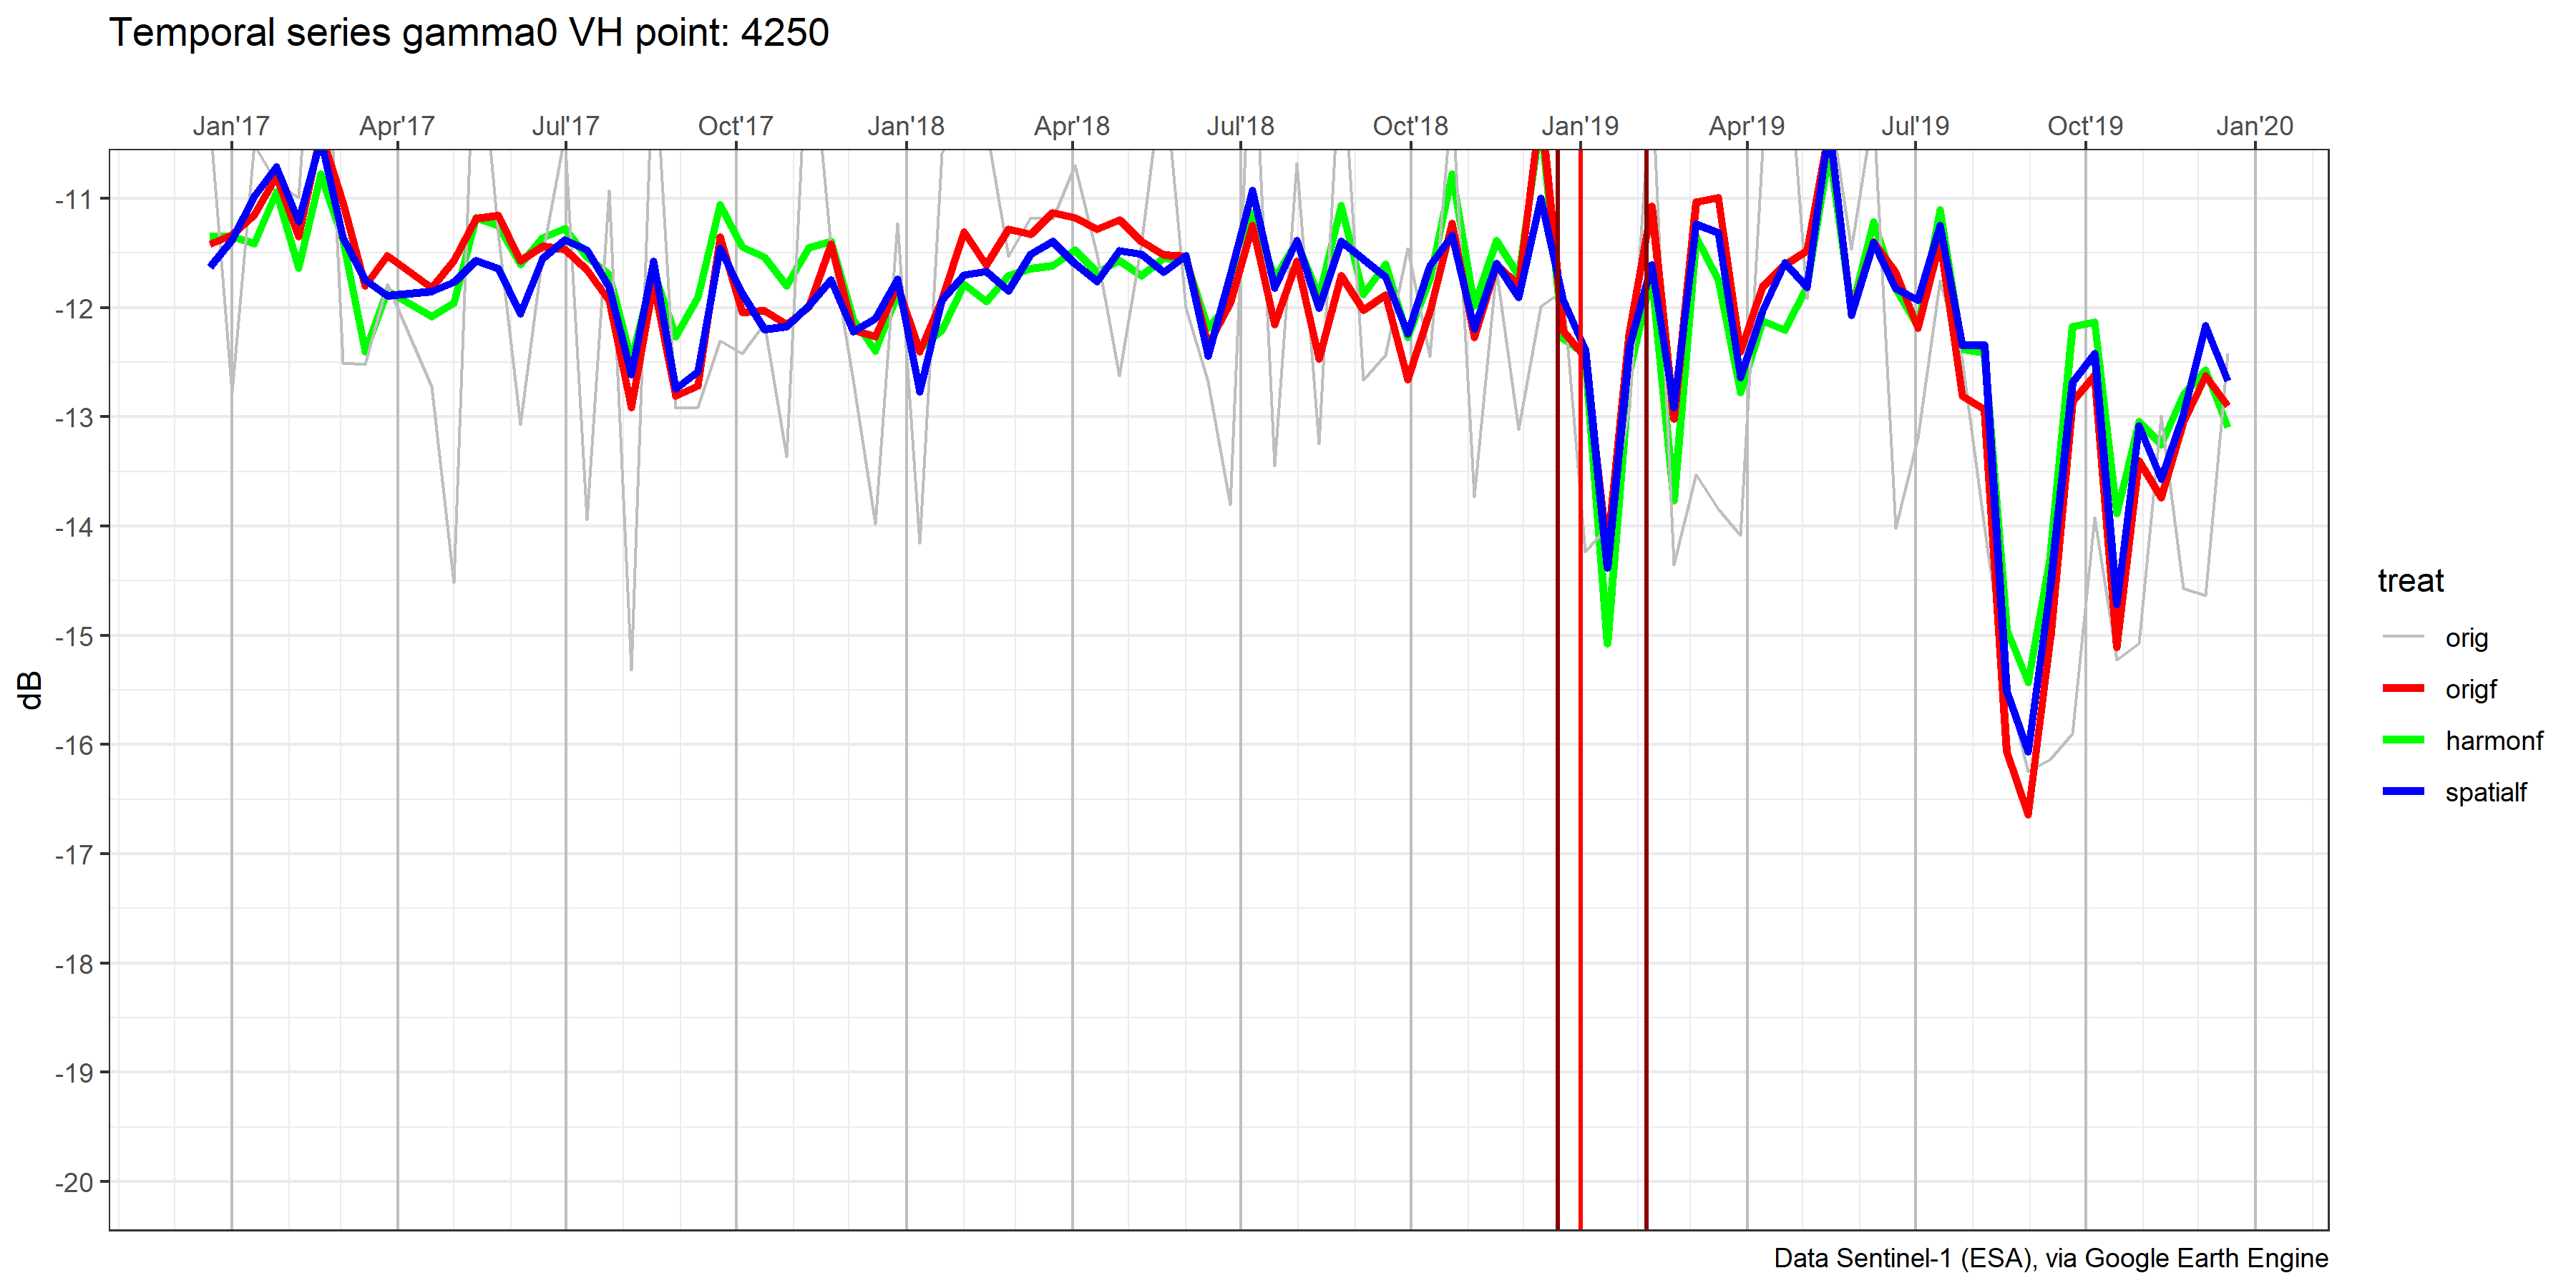 Temporal series gamma0 VH point: 4250
Jan'17 Apr'17 Jul'17 Oct'17 Jan'18 Apr'18 Jul'18 Oct'18 Jan'19 Apr'19 Jul'19 Oct'19 Jan'20
-11
-12
-13
-14
-15
-16
-17
-18
-19
-20
dB
treat
orig
origf
harmonf
spatialf
Data Sentinel-1 (ESA), via Google Earth Engine